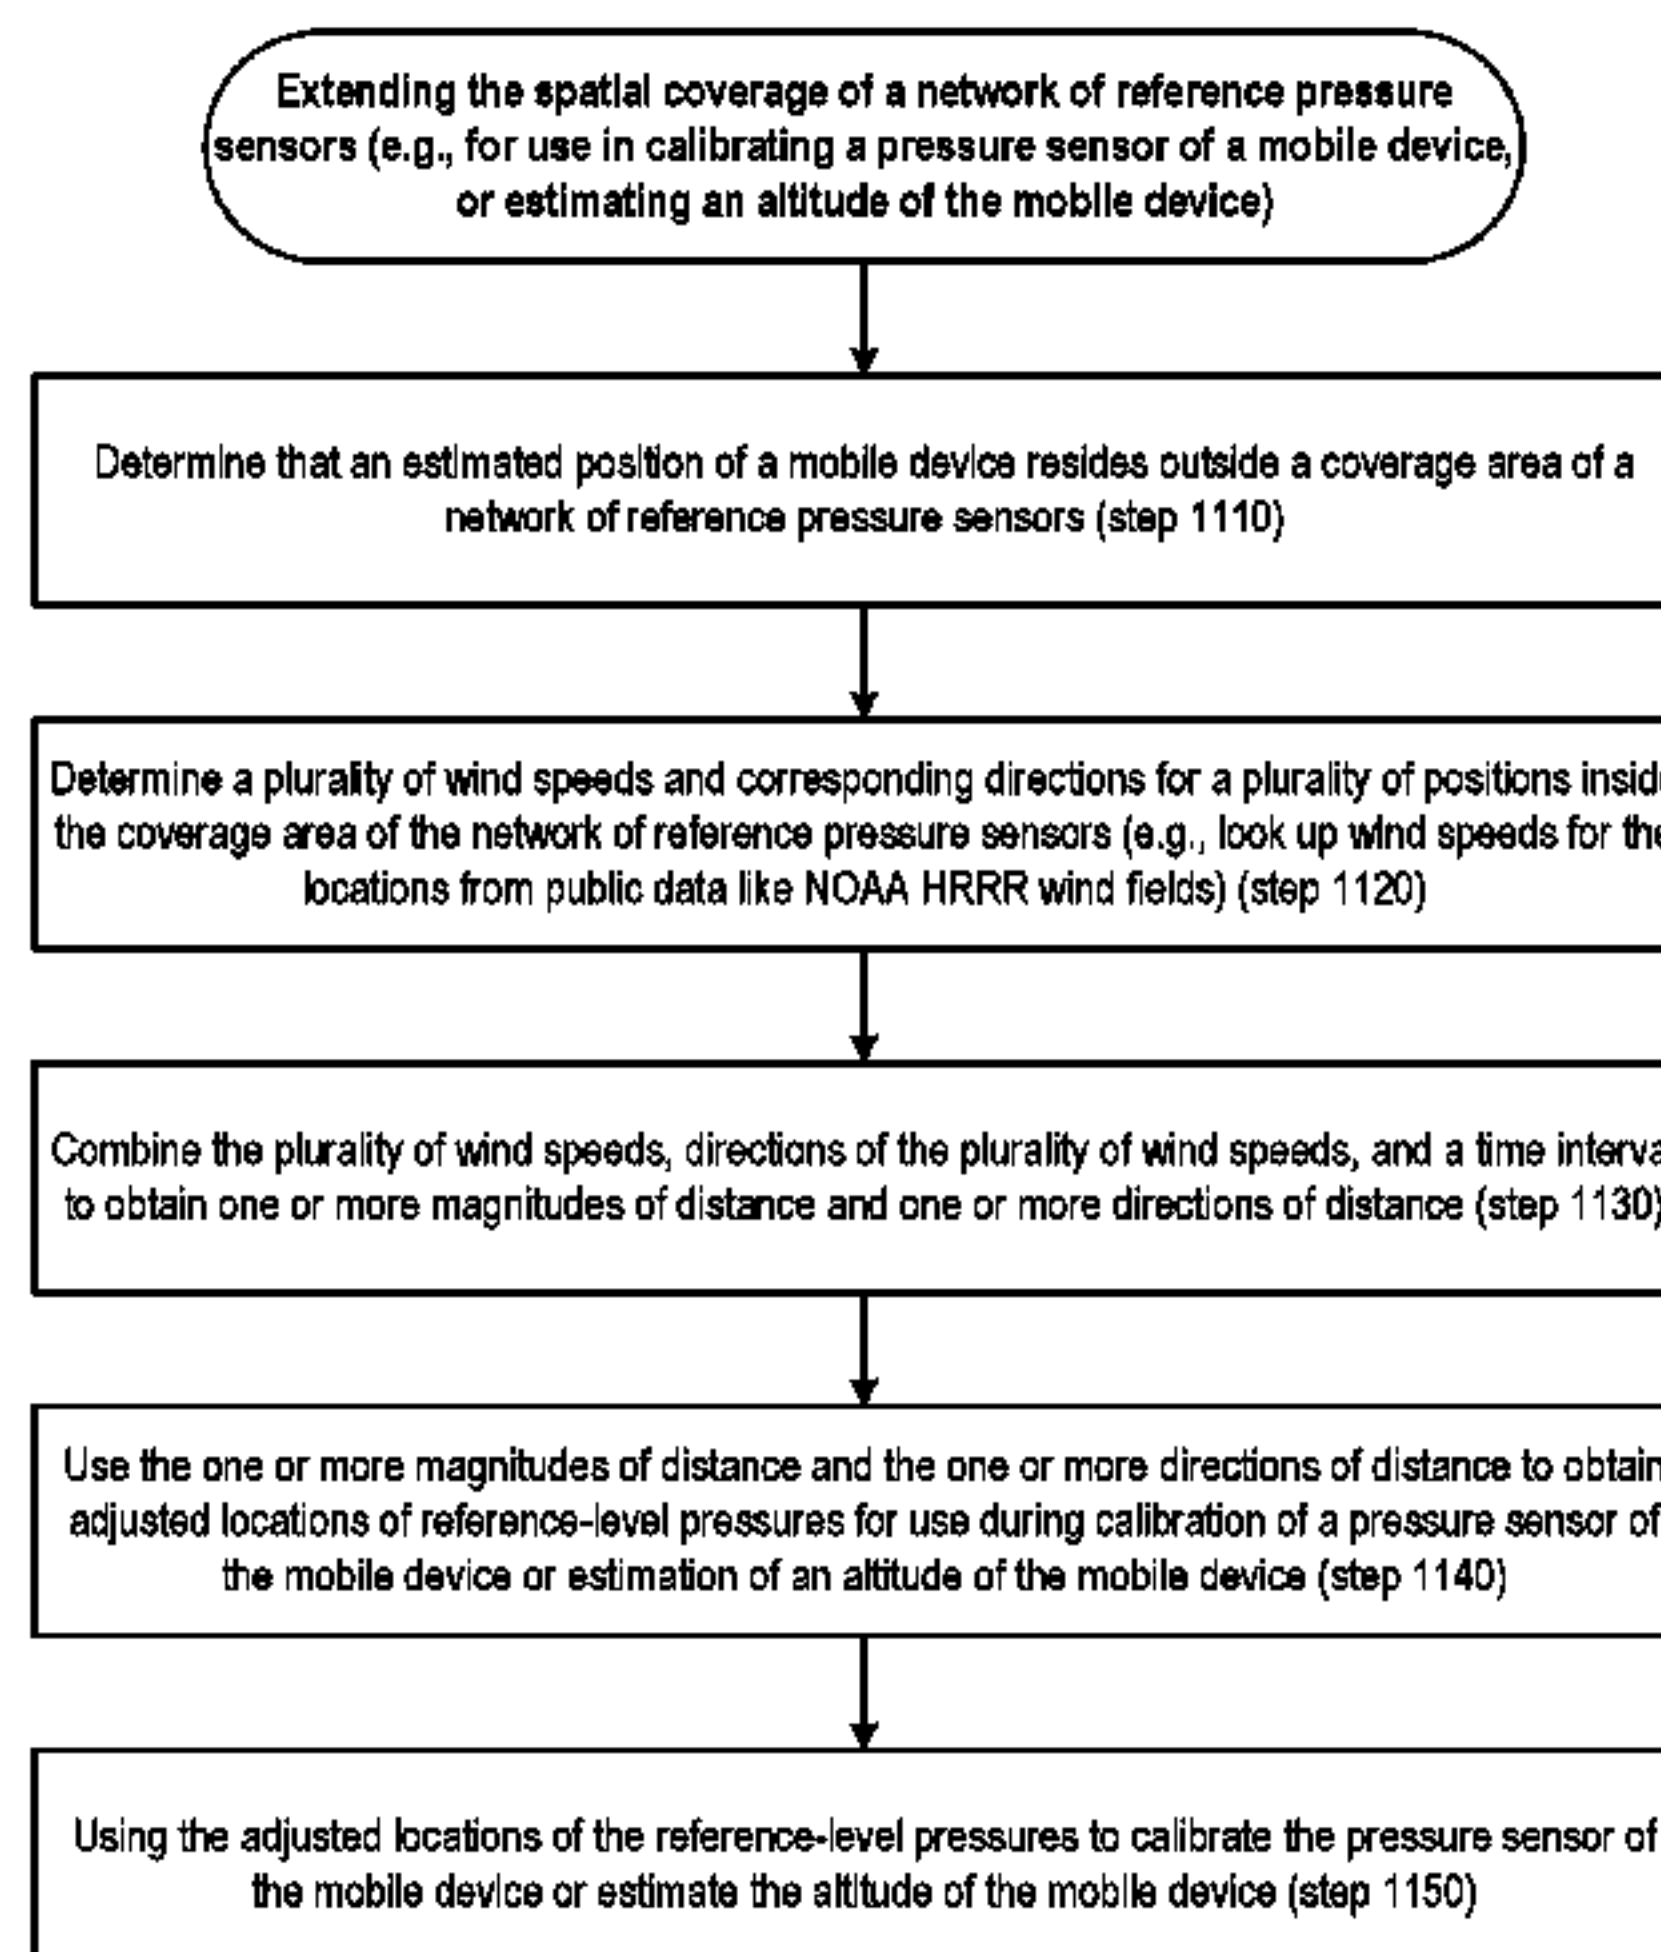 Extending the spatial coverage of a network of reference pressure
sensors (e.g., for use in calibrating a pressure sensor of a mobile device,
or estimating an altitude of the mobile device)
Determine that an estimated position of a mobile device resides outside a coverage area of a
network of reference pressure sensors (step 1110)
Determine a plurality of wind speeds and corresponding directions for a plurality of positions inside
the coverage area of the network of reference pressure sensors (e.g., look up wind speeds for the
locations from public data like NOAA HRRR wind fields) (step 1120)
Combine the plurality of wind speeds, directions of the plurality of wind speeds, and a time interva
to obtain one or more magnitudes of distance and one or more directions of distance (step 1130)
Use the one or more magnitudes of distance and the one or more directions of distance to obtain
adjusted locations of reference-level pressures for use during calibration of a pressure sensor of
the mobile device or estimation of an altitude of the mobile device (step 1140)
Using the adjusted locations of the reference-level pressures to calibrate the pressure sensor of
the mobile device or estimate the altitude of the mobile device (step 1150)